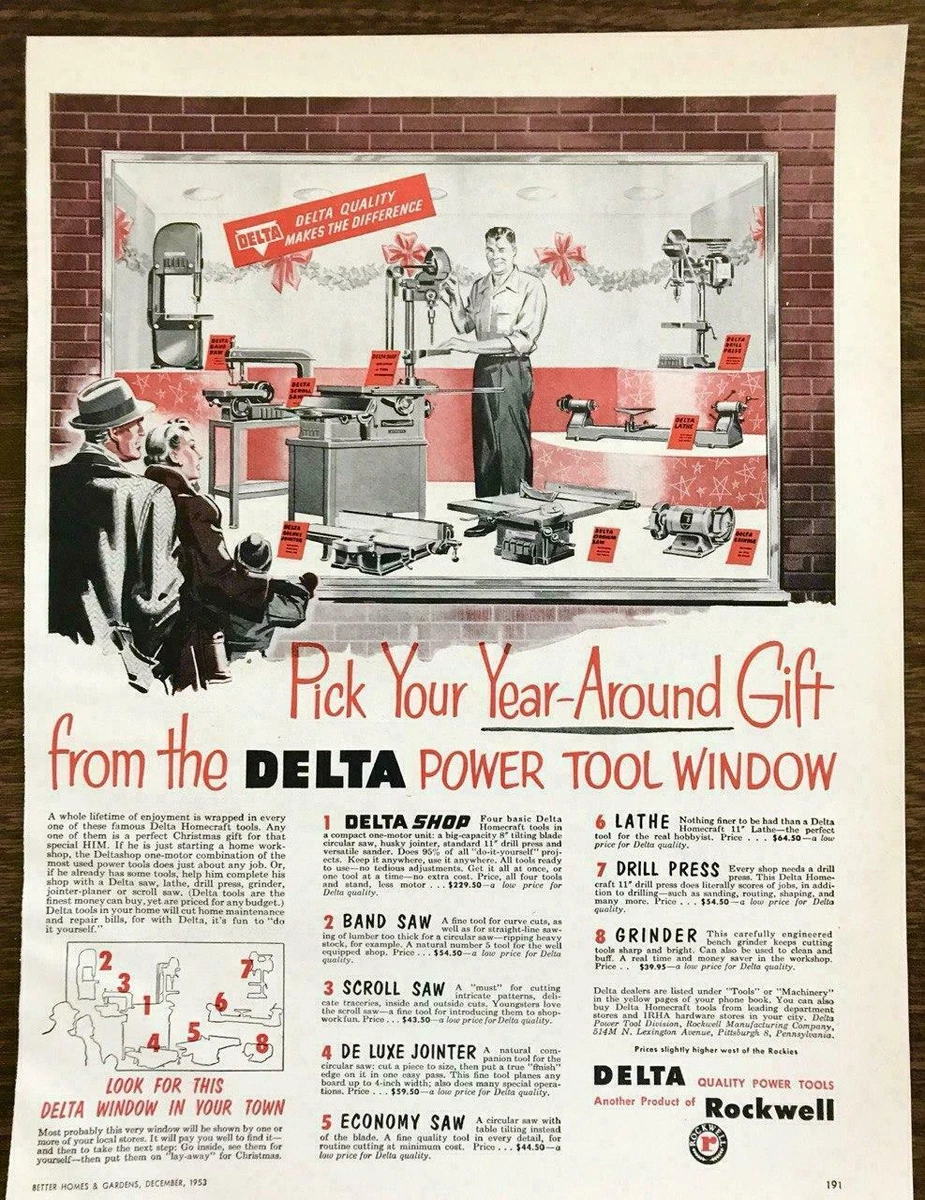 DELTA
DELTA QUALITY
MAKES THE DIFFERENCE
DELTA
BAND
SAW
DELTA
SCROLL
SAW
DELTASHOP
DELTA
DRILL
PRESS
DELTA
LATHE
DELTA
DELUXE
JOINTER
DELTA
SAW
DELTA
GRINDER
Pick Your Year-Around Gift
from the DELTA POWER TOOL WINDOW
A whole lifetime of enjoyment is wrapped in every
one of these famous Delta Homecraft tools. Any
one of them is a perfect Christmas gift for that
special HIM. If he is just starting a home work-
shop, the Deltashop one-motor combination of the
most used power tools does just about any job. Or,
if he already has some tools, help him complete his
shop with a Delta saw, lathe, drill press, grinder,
jointer-planer or scroll saw. (Delta tools are the
finest money can buy, yet are priced for any budget.)
Delta tools in your home will cut home maintenance
and repair bills, for with Delta, it's fun to "do
it yourself."
2
3
1
7
6
4
5
8
LOOK FOR THIS
DELTA WINDOW IN YOUR TOWN
Most probably this very window will be shown by one or
more of your local stores. It will pay you well to find it—
and then to take the next step: Go inside, see them for
yourself—then put them on "lay-away" for Christmas.
1 DELTA SHOP Four basic Delta
Homecraft tools in
a compact one-motor unit: a big-capacity 8" tilting blade
circular saw, husky jointer, standard 11" drill press and
versatile sander. Does 95% of all "do-it-yourself" proj-
ects. Keep it anywhere, use it anywhere. All tools ready
to use—no tedious adjustments. Get it all at once, or
one tool at a time—no extra cost. Price, all four tools
and stand, less motor . . . $229.50—a low price for
Delta quality.
2 BAND SAW A fine tool for curve cuts, as
well as for straight-line saw-
ing of lumber too thick for a circular saw—ripping heavy
stock, for example. A natural number 5 tool for the well
equipped shop. Price . . . $54.50—a low price for Delta
quality.
3 SCROLL SAW A "must" for cutting
intricate patterns, deli-
cate traceries, inside and outside cuts. Youngsters love
the scroll saw—a fine tool for introducing them to shop-
work fun. Price . . . $43.50—a low price for Delta quality.
4 DE LUXE JOINTER A natural com-
panion tool for the
circular saw: cut a piece to size, then put a true "finish"
edge on it in one easy pass. This fine tool planes any
board up to 4-inch width; also does many special opera-
tions. Price . . . $59.50—a low price for Delta quality.
5 ECONOMY SAW A circular saw with
table tilting instead
of the blade. A fine quality tool in every detail, for
routine cutting at minimum cost. Price . . . $44.50—a
low price for Delta quality.
6 LATHE Nothing finer to be had than a Delta
Homecraft 11" Lathe—the perfect
tool for the real hobbyist. Price . . . $64.50—a low
price for Delta quality.
7 DRILL PRESS Every shop needs a drill
press. This Delta Home-
craft 11" drill press does literally scores of jobs, in addi-
tion to drilling—such as sanding, routing, shaping, and
many more. Price . . . $54.50—a low price for Delta
quality.
8 GRINDER This carefully engineered
bench grinder keeps cutting
tools sharp and bright. Can also be used to clean and
buff. A real time and money saver in the workshop.
Price . . $39.95—a low price for Delta quality.
Delta dealers are listed under "Tools" or "Machinery"
in the yellow pages of your phone book. You can also
buy Delta Homecraft tools from leading department
stores and IRHA hardware stores in your city. Delta
Power Tool Division, Rockwell Manufacturing Company,
514M N. Lexington Avenue, Pittsburgh 8, Pennsylvania.
Prices slightly higher west of the Rockies
DELTA QUALITY POWER TOOLS
Another Product of Rockwell
ROCKWELL
r
BETTER HOMES & GARDENS, DECEMBER, 1953
191